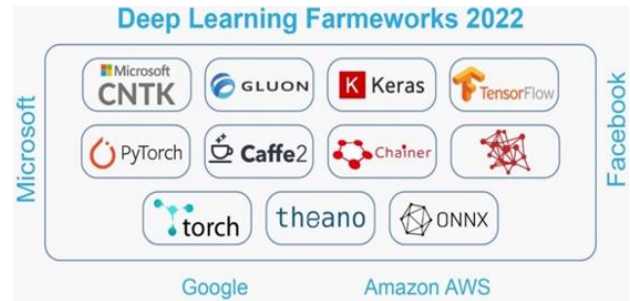 Deep Learning Farmeworks 2022
Microsoft
Microsoft
CNTK
GLUON
K Keras
TensorFlow
PyTorch
Caffe2
Chainer
torch
theano
ONNX
Facebook
Google
Amazon AWS